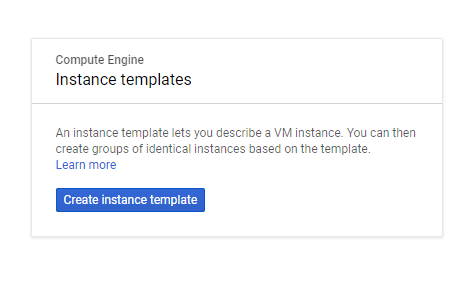 Compute Engine
Instance templates
An instance template lets you describe a VM instance. You can then
create groups of identical instances based on the template.
Learn more
Create instance template